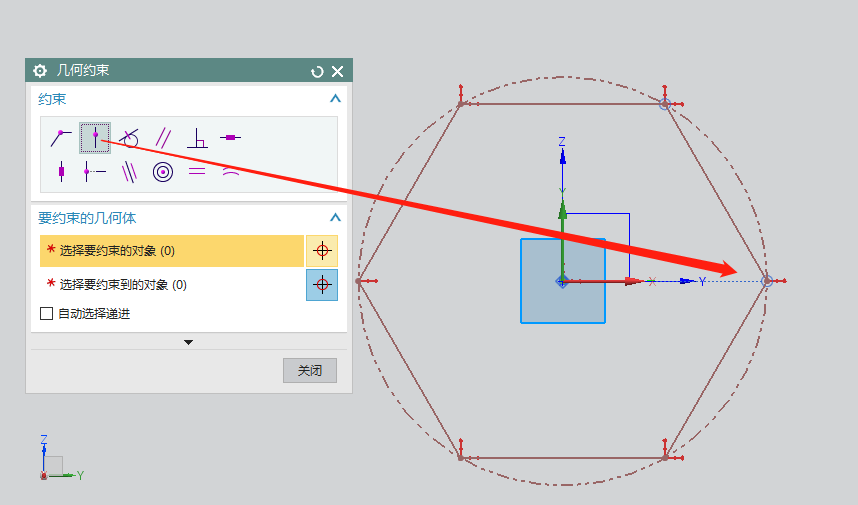 几何约束
约束
要约束的几何体
* 选择要约束的对象 (0)
* 选择要约束到的对象 (0)
自动选择递进
关闭
Z
Y
X
Y
Z
Y